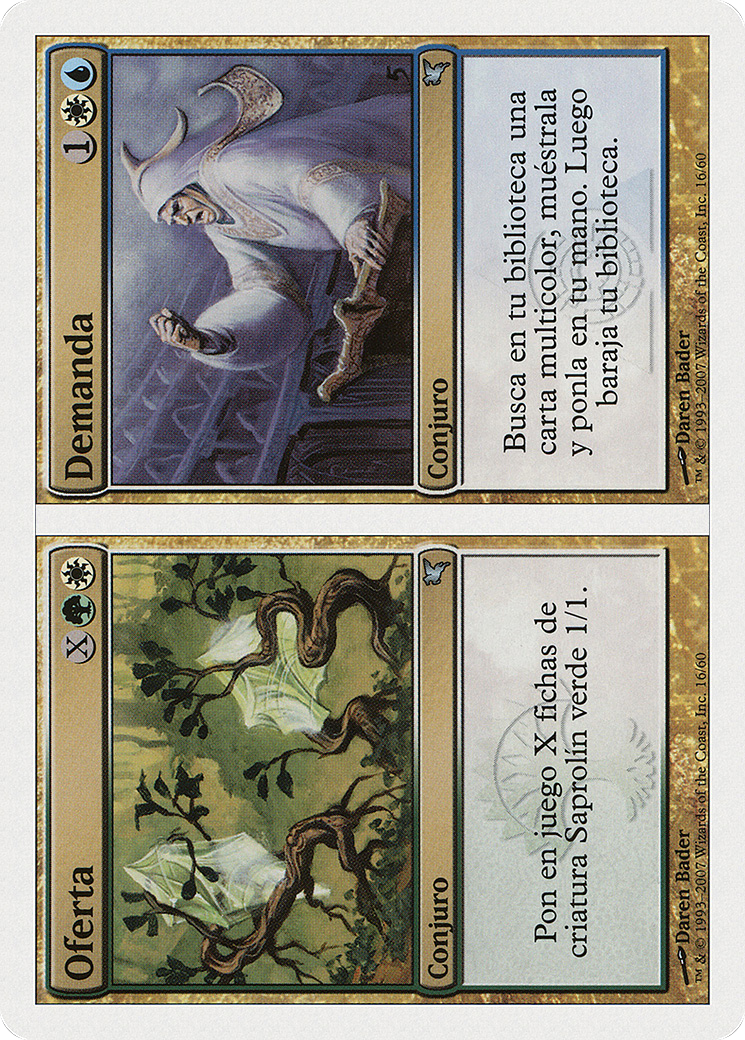 Oferta X
Conjuro
Pon en juego X fichas de
criatura Saprolín verde 1/1.
Daren Bader
™ & © 1993–2007 Wizards of the Coast, Inc. 16/60
Demanda 1
5
Conjuro
Busca en tu biblioteca una
carta multicolor, muéstrala
y ponla en tu mano. Luego
baraja tu biblioteca.
Daren Bader
™ & © 1993–2007 Wizards of the Coast, Inc. 16/60